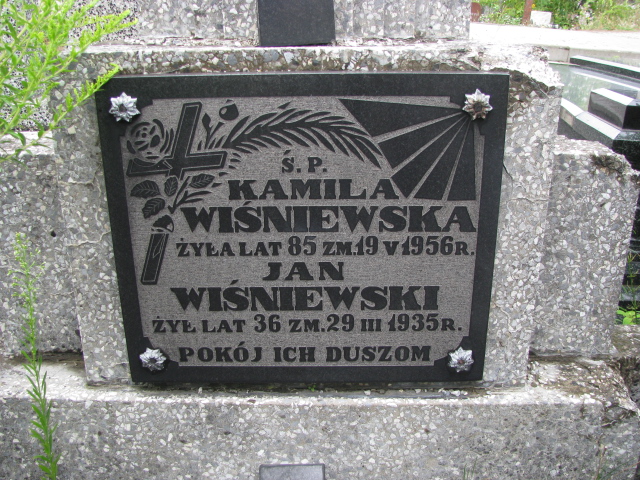 Ś. P.
KAMILA
WIŚNIEWSKA
ŻYŁA LAT 85 ZM. 19 V 1956 R.
JAN
WIŚNIEWSKI
ŻYŁ LAT 36 ZM. 29 III 1935 R.
POKÓJ ICH DUSZOM